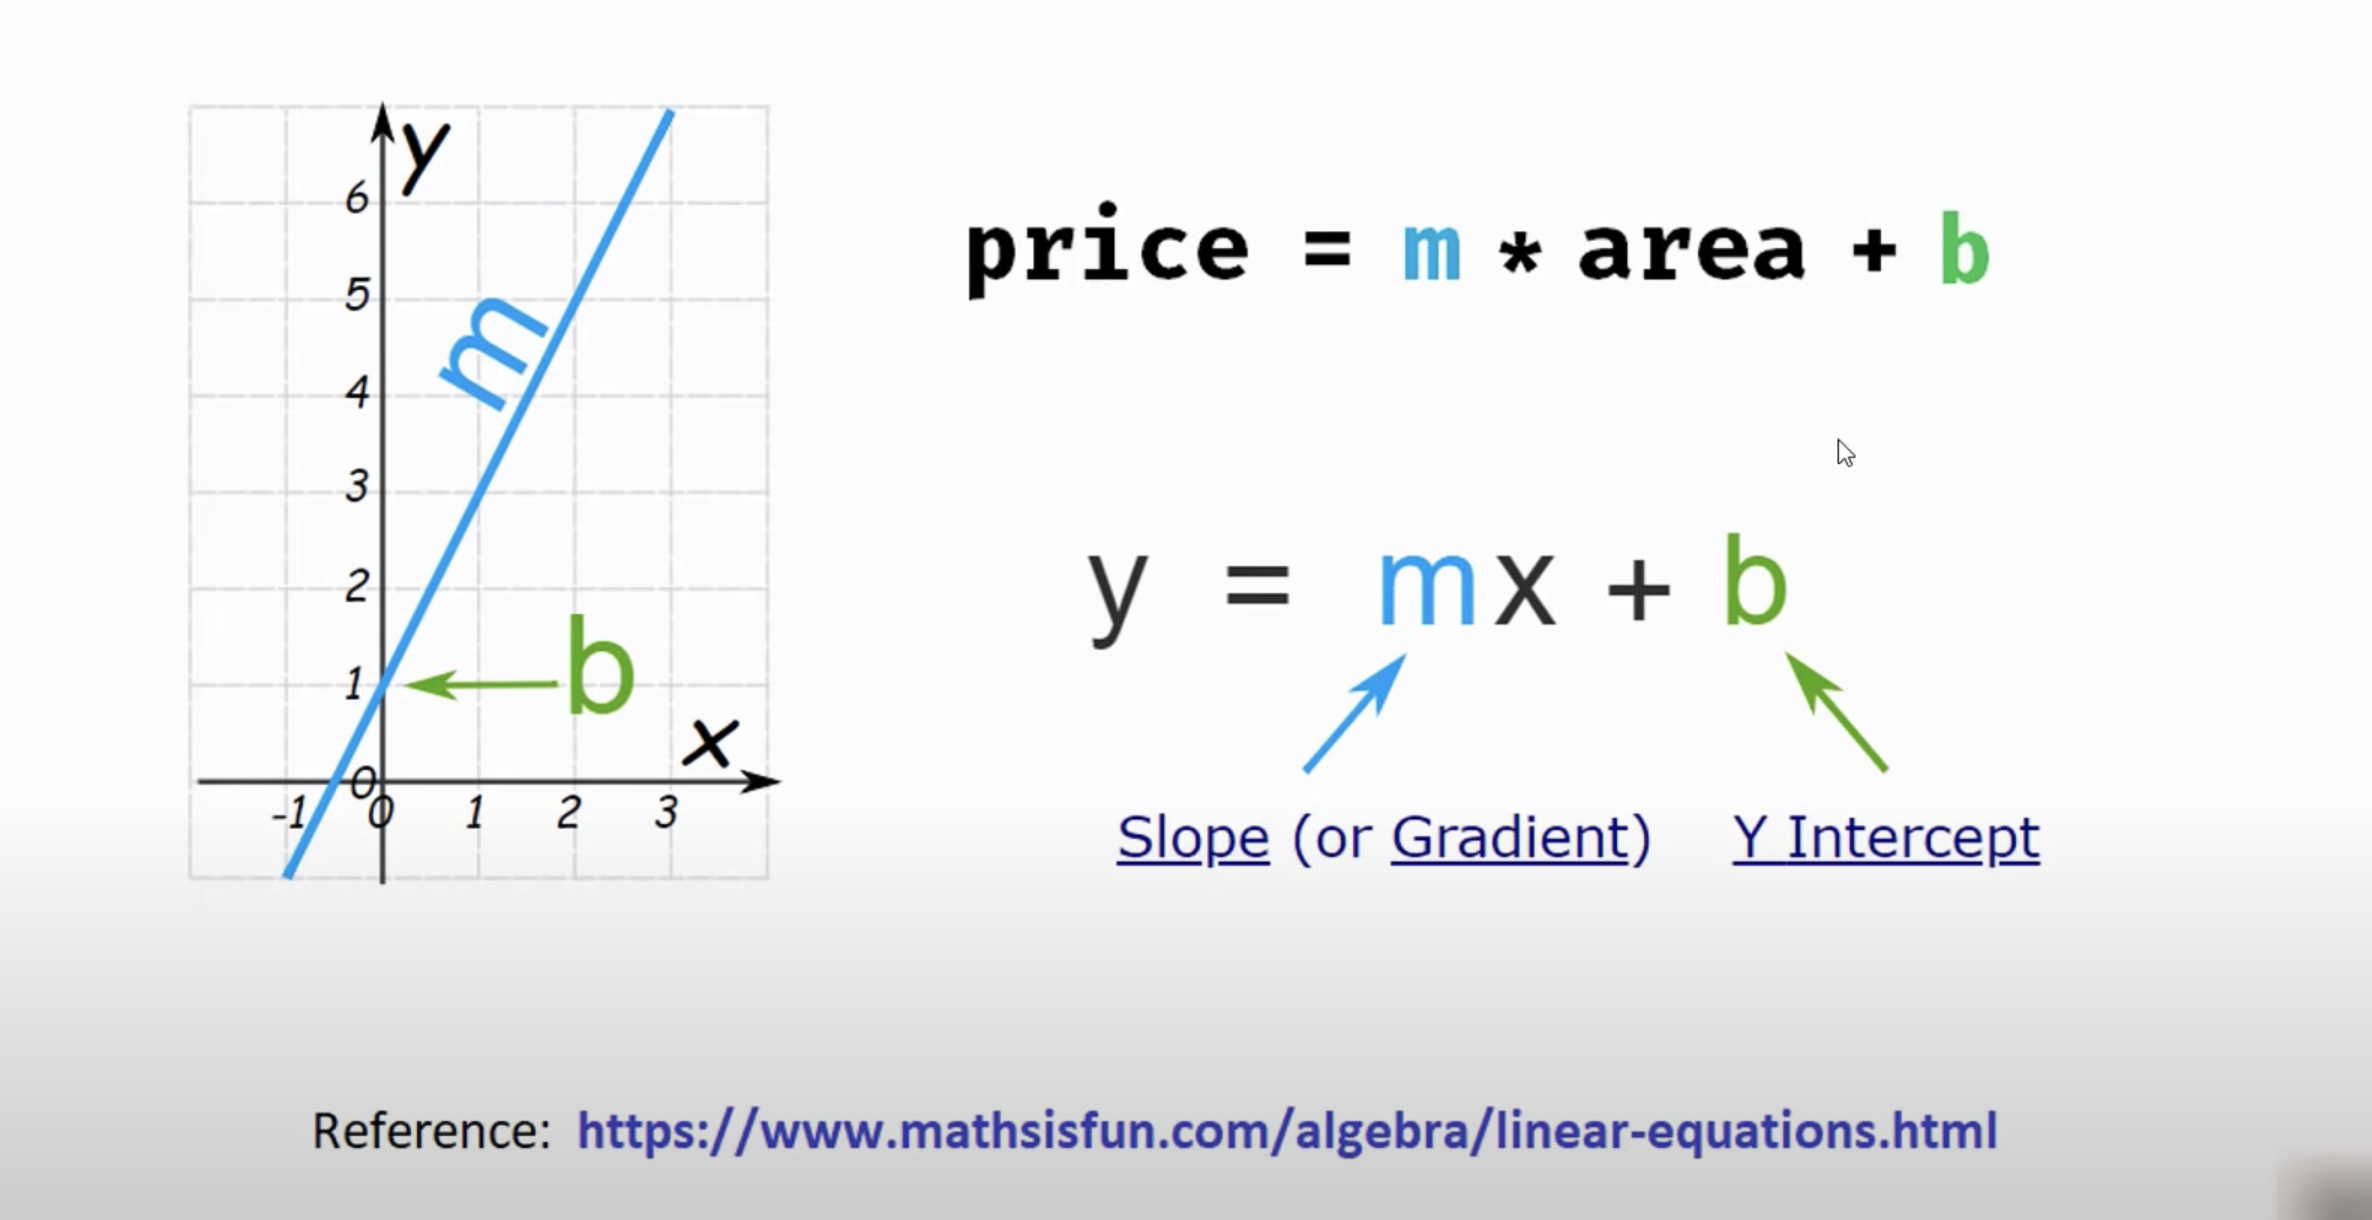 y
6
5
4
3
2
1
0
-1 0 1 2 3
x
m
b
price = m * area + b
y = mx + b
Slope (or Gradient) Y Intercept
Reference: https://www.mathsisfun.com/algebra/linear-equations.html